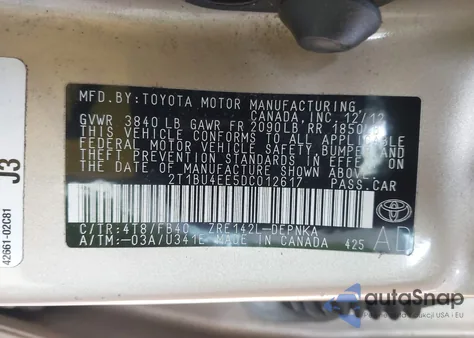 MFD.BY:TOYOTA MOTOR MANUFACTURING,
CANADA, INC. 12/12
GVWR 3840 LB GAWR FR 2090LB RR 1850LB
THIS VEHICLE CONFORMS TO ALL APPLICABLE
FEDERAL MOTOR VEHICLE SAFETY, BUMPER, AND
THEFT PREVENTION STANDARDS IN EFFECT ON
THE DATE OF MANUFACTURE SHOWN ABOVE.
2T1BU4EE5DC012617 PASS.CAR
C/TR:4T8/FB40 ZRE142L-DEPNKA
A/TM:-03A/U341E MADE IN CANADA 425
AD
J3
42661-02C81
autoSnap